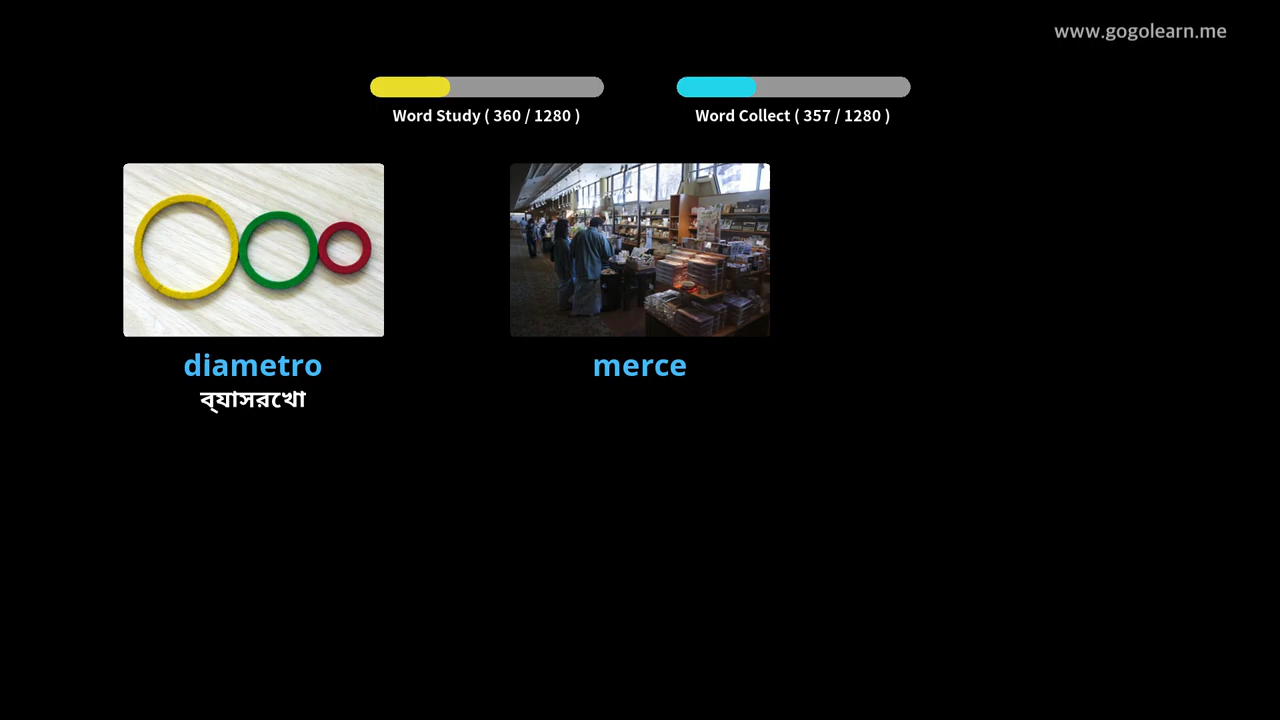 www.gogolearn.me
Word Study ( 360 / 1280 )
Word Collect ( 357 / 1280 )
diametro
ব্যাসরেখা
merce